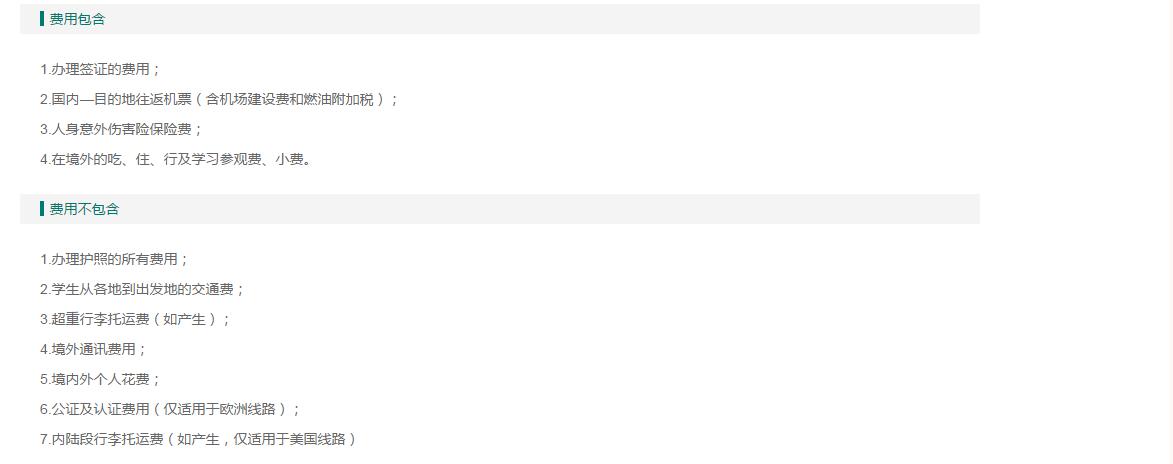 费用包含
1.办理签证的费用；
2.国内—目的地往返机票（含机场建设费和燃油附加税）；
3.人身意外伤害险保险费；
4.在境外的吃、住、行及学习参观费、小费。
费用不包含
1.办理护照的所有费用；
2.学生从各地到出发地的交通费；
3.超重行李托运费（如产生）；
4.境外通讯费用；
5.境内外个人花费；
6.公证及认证费用（仅适用于欧洲线路）；
7.内陆段行李托运费（如产生，仅适用于美国线路）